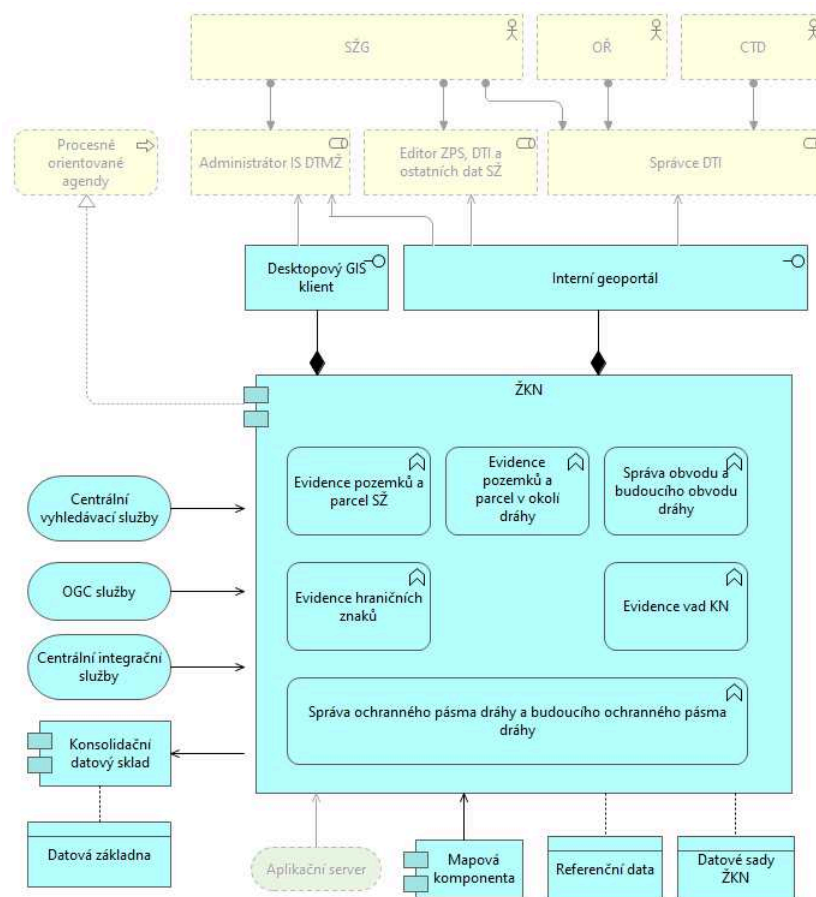 SŽG
OŘ
CTD
Procesně
orientované
agendy
Administrátor IS DTMŽ
Editor ZPS, DTI a
ostatních dat SŽ
Správce DTI
Desktopový GIS
klient
Interní geoportál
ŽKN
Evidence pozemků a
parcel SŽ
Evidence
pozemků a
parcel v okolí
dráhy
Správa obvodu a
budoucího obvodu
dráhy
Centrální
vyhledávací služby
OGC služby
Evidence hraničních
znaků
Evidence vad KN
Centrální integrační
služby
Správa ochranného pásma dráhy a budoucího ochranného pásma
dráhy
Konsolidační
datový sklad
Datová základna
Aplikační server
Mapová
komponenta
Referenční data
Datové sady
ŽKN